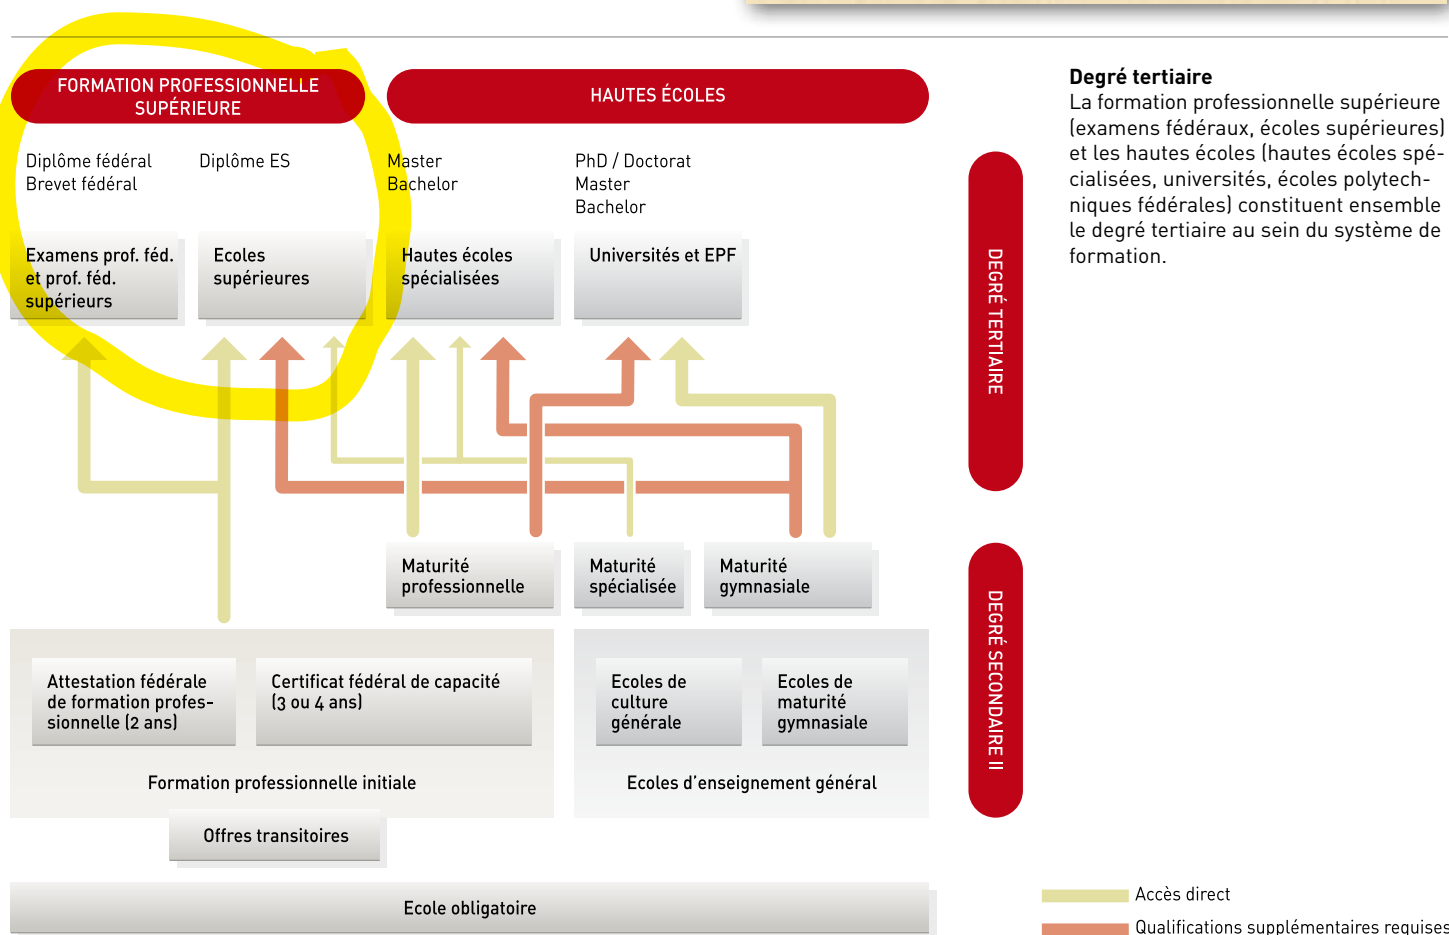 FORMATION PROFESSIONNELLE
SUPÉRIEURE
HAUTES ÉCOLES
Diplôme fédéral
Brevet fédéral
Diplôme ES
Master
Bachelor
PhD / Doctorat
Master
Bachelor
Examens prof. féd.
et prof. féd.
supérieurs
Ecoles
supérieures
Hautes écoles
spécialisées
Universités et EPF
DEGRÉ TERTIAIRE
Degré tertiaire
La formation professionnelle supérieure
(examens fédéraux, écoles supérieures)
et les hautes écoles (hautes écoles spé-
cialisées, universités, écoles polytech-
niques fédérales) constituent ensemble
le degré tertiaire au sein du système de
formation.
Maturité
professionnelle
Maturité
spécialisée
Maturité
gymnasiale
DEGRÉ SECONDAIRE II
Attestation fédérale
de formation profes-
sionnelle (2 ans)
Certificat fédéral de capacité
(3 ou 4 ans)
Ecoles de
culture
générale
Ecoles de
maturité
gymnasiale
Formation professionnelle initiale
Ecoles d'enseignement général
Offres transitoires
Ecole obligatoire
Accès direct
Qualifications supplémentaires requises